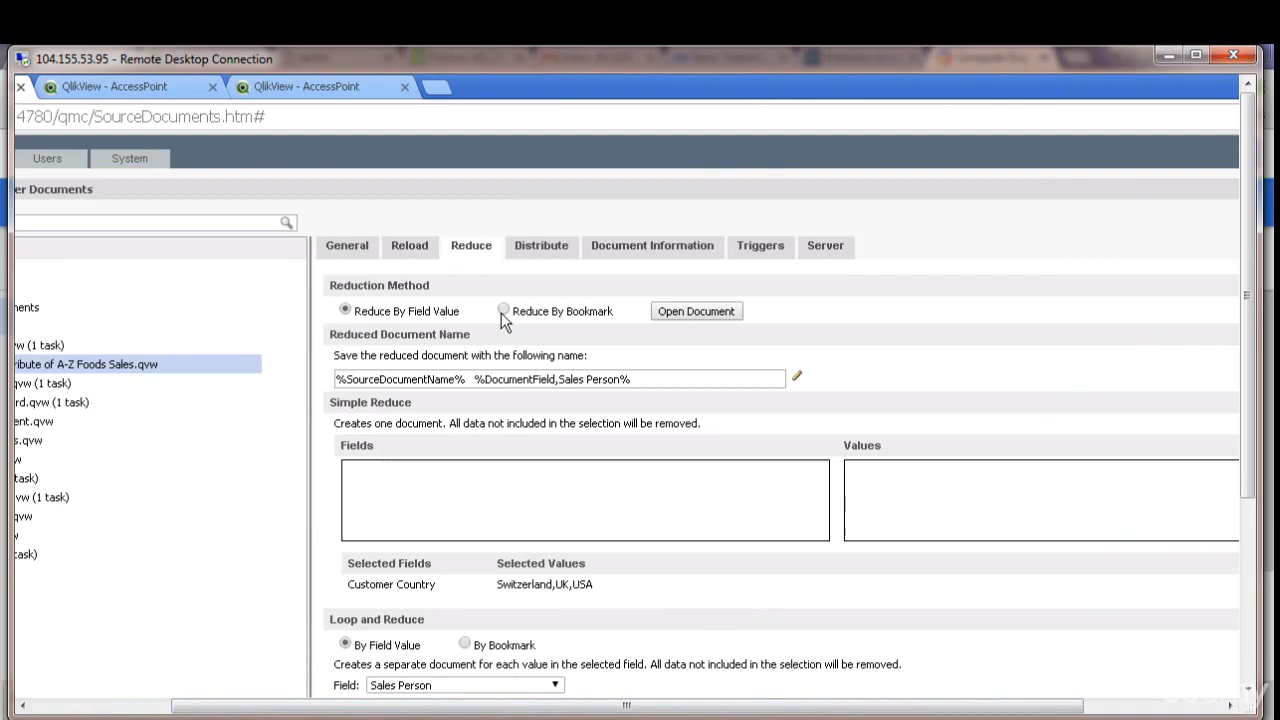 104.155.53.95 - Remote Desktop Connection
QlikView - AccessPoint
QlikView - AccessPoint
4780/qmc/SourceDocuments.htm#
Users
System
er Documents
General
Reload
Reduce
Distribute
Document Information
Triggers
Server
Reduction Method
Reduce By Field Value
Reduce By Bookmark
Open Document
ments
Reduced Document Name
Save the reduced document with the following name:
vw (1 task)
ribute of A-Z Foods Sales.qvw
%SourceDocumentName% %DocumentField,Sales Person%
qvw (1 task)
rd.qvw (1 task)
Simple Reduce
ent.qvw
Creates one document. All data not included in the selection will be removed.
s.qvw
Fields
Values
w
task)
vw (1 task)
qvw
w
task)
Selected Fields
Selected Values
Customer Country
Switzerland,UK,USA
Loop and Reduce
By Field Value
By Bookmark
Creates a separate document for each value in the selected field. All data not included in the selection will be removed.
Field:
Sales Person